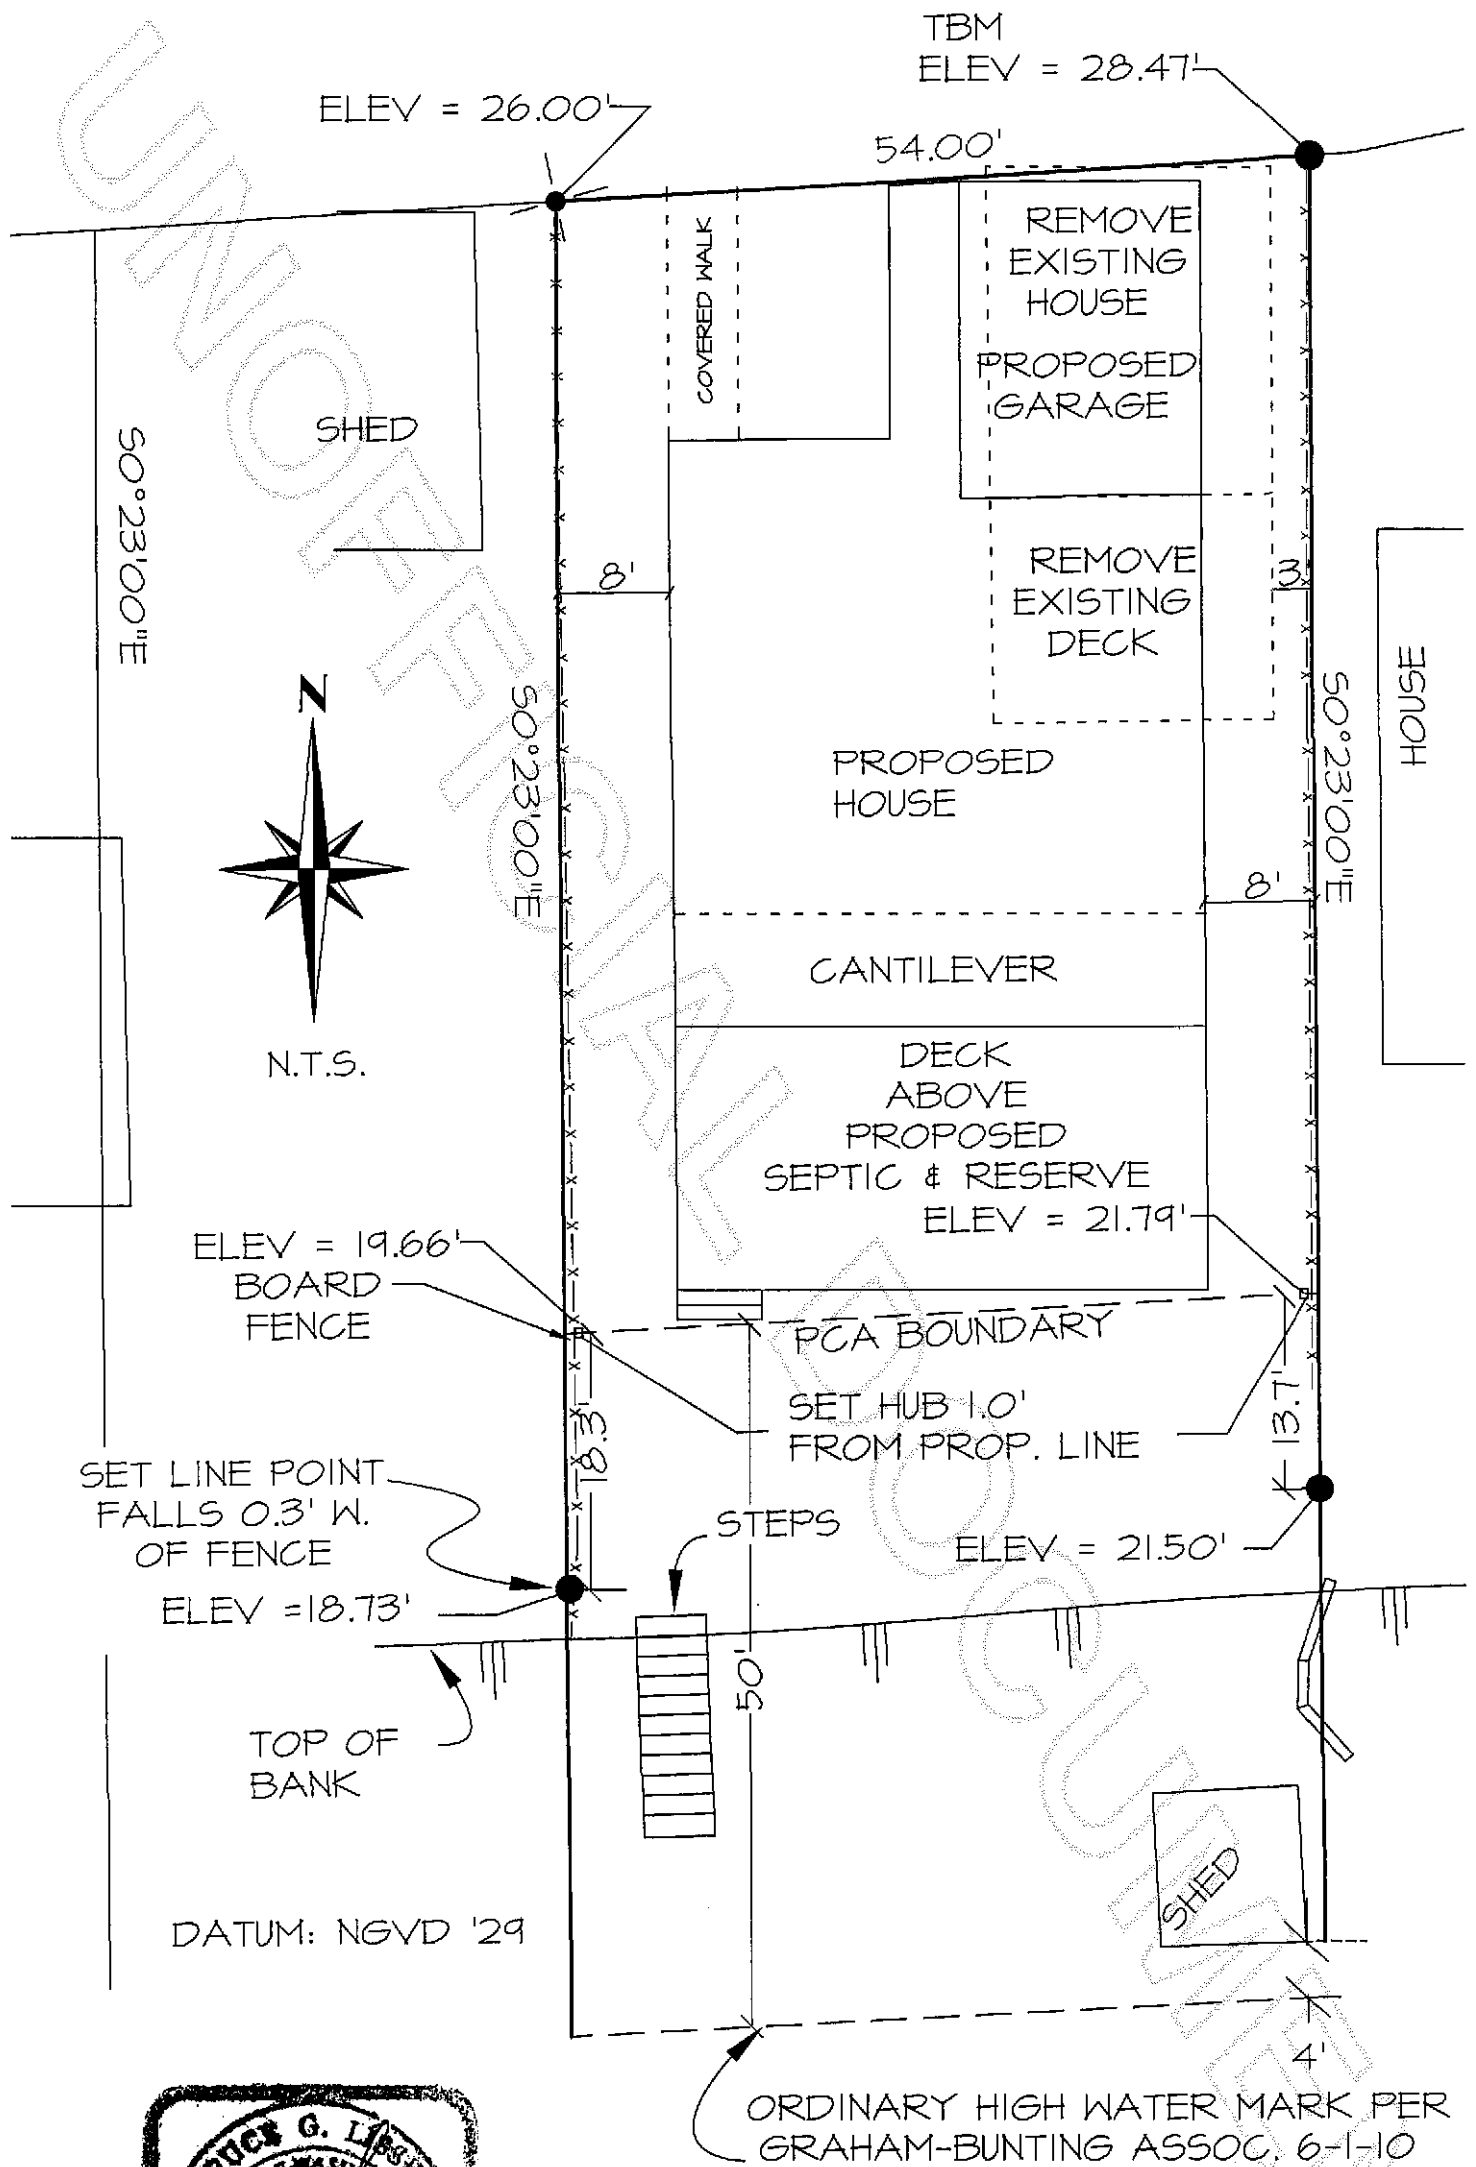 TBM
ELEV = 28.47'
ELEV = 26.00'
54.00'
COVERED WALK
REMOVE
EXISTING
HOUSE
PROPOSED
GARAGE
SHED
S0°23'00"E
8'
REMOVE
EXISTING
DECK
3'
HOUSE
N
S0°23'00"E
S0°23'00"E
PROPOSED
HOUSE
8'
CANTILEVER
N.T.S.
DECK
ABOVE
PROPOSED
SEPTIC & RESERVE
ELEV = 21.79'
ELEV = 19.66'
BOARD
FENCE
PCA BOUNDARY
SET HUB 1.0'
FROM PROP. LINE
13.7'
18.3'
SET LINE POINT
FALLS 0.3' W.
OF FENCE
ELEV =18.73'
STEPS
ELEV = 21.50'
50'
TOP OF
BANK
SHED
DATUM: NGVD '29
4'
ORDINARY HIGH WATER MARK PER
GRAHAM-BUNTING ASSOC. 6-1-10
UNOFFICIAL DOCUME
G.